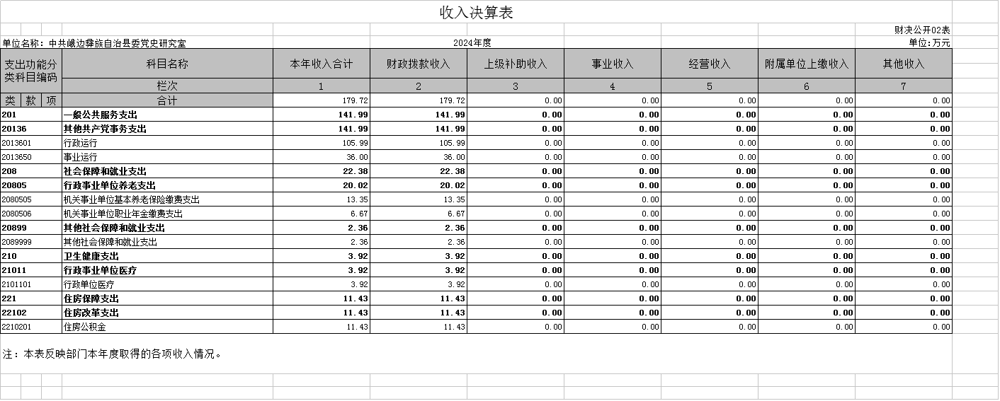 收入决算表
财决公开02表
单位名称：中共峨边彝族自治县委党史研究室 2024年度 单位:万元
支出功能分类科目编码 科目名称 本年收入合计 财政拨款收入 上级补助收入 事业收入 经营收入 附属单位上缴收入 其他收入
栏次 1 2 3 4 5 6 7
类 款 项 合计 179.72 179.72 0.00 0.00 0.00 0.00 0.00
201 一般公共服务支出 141.99 141.99 0.00 0.00 0.00 0.00 0.00
20136 其他共产党事务支出 141.99 141.99 0.00 0.00 0.00 0.00 0.00
2013601 行政运行 105.99 105.99 0.00 0.00 0.00 0.00 0.00
2013650 事业运行 36.00 36.00 0.00 0.00 0.00 0.00 0.00
208 社会保障和就业支出 22.38 22.38 0.00 0.00 0.00 0.00 0.00
20805 行政事业单位养老支出 20.02 20.02 0.00 0.00 0.00 0.00 0.00
2080505 机关事业单位基本养老保险缴费支出 13.35 13.35 0.00 0.00 0.00 0.00 0.00
2080506 机关事业单位职业年金缴费支出 6.67 6.67 0.00 0.00 0.00 0.00 0.00
20899 其他社会保障和就业支出 2.36 2.36 0.00 0.00 0.00 0.00 0.00
2089999 其他社会保障和就业支出 2.36 2.36 0.00 0.00 0.00 0.00 0.00
210 卫生健康支出 3.92 3.92 0.00 0.00 0.00 0.00 0.00
21011 行政事业单位医疗 3.92 3.92 0.00 0.00 0.00 0.00 0.00
2101101 行政单位医疗 3.92 3.92 0.00 0.00 0.00 0.00 0.00
221 住房保障支出 11.43 11.43 0.00 0.00 0.00 0.00 0.00
22102 住房改革支出 11.43 11.43 0.00 0.00 0.00 0.00 0.00
2210201 住房公积金 11.43 11.43 0.00 0.00 0.00 0.00 0.00
注：本表反映部门本年度取得的各项收入情况。